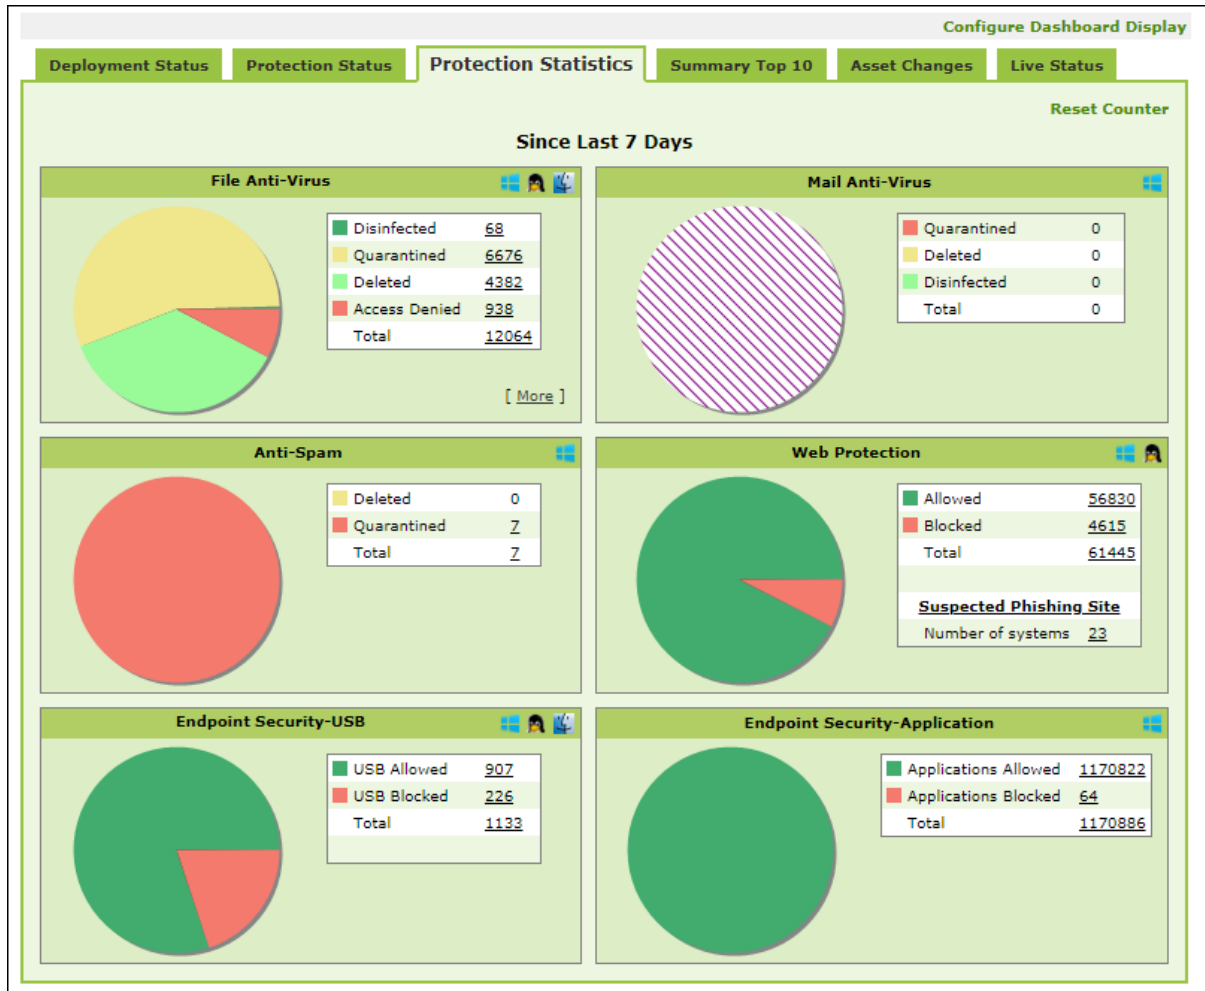 Configure Dashboard Display
Deployment Status
Protection Status
Protection Statistics
Summary Top 10
Asset Changes
Live Status
Reset Counter
Since Last 7 Days
File Anti-Virus
Disinfected 68
Quarantined 6676
Deleted 4382
Access Denied 938
Total 12064
[ More ]
Mail Anti-Virus
Quarantined 0
Deleted 0
Disinfected 0
Total 0
Anti-Spam
Deleted 0
Quarantined 7
Total 7
Web Protection
Allowed 56830
Blocked 4615
Total 61445
Suspected Phishing Site
Number of systems 23
Endpoint Security-USB
USB Allowed 907
USB Blocked 226
Total 1133
Endpoint Security-Application
Applications Allowed 1170822
Applications Blocked 64
Total 1170886